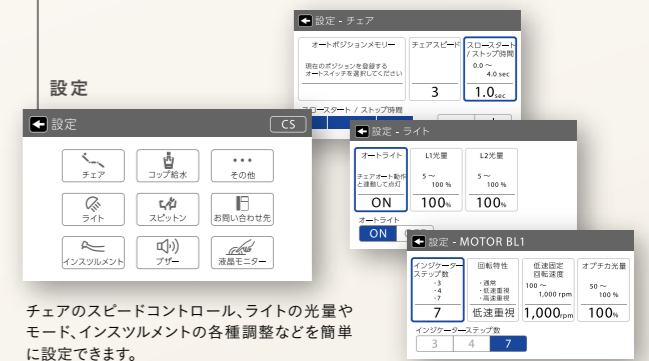 設定
設定 CS
チェア
コップ給水
その他
ライト
スピットン
お問い合わせ先
インスツルメント
ブザー
液晶モニター
設定 - チェア
オートポジションメモリー
現在のポジションを登録する
オートスイッチを選択してください
チェアスピード
3
スロースタート
/ ストップ時間
0.0 ~
4.0 sec
1.0sec
スロースタート / ストップ時間
設定 - ライト
オートライト
チェアオート動作
と連動して点灯
ON
L1光量
5 ~
100 %
100%
L2光量
5 ~
100 %
100%
オートライト
ON
設定 - MOTOR BL1
インジケーター
ステップ数
・3
・4
・7
7
回転特性
・通常
・低速重視
・高速重視
低速重視
低速固定
回転速度
100 ~
1,000 rpm
1,000rpm
オプチカ光量
50 ~
100 %
100%
インジケーターステップ数
3 4 7
チェアのスピードコントロール、ライトの光量や
モード、インスツルメントの各種調整などを簡単
に設定できます。